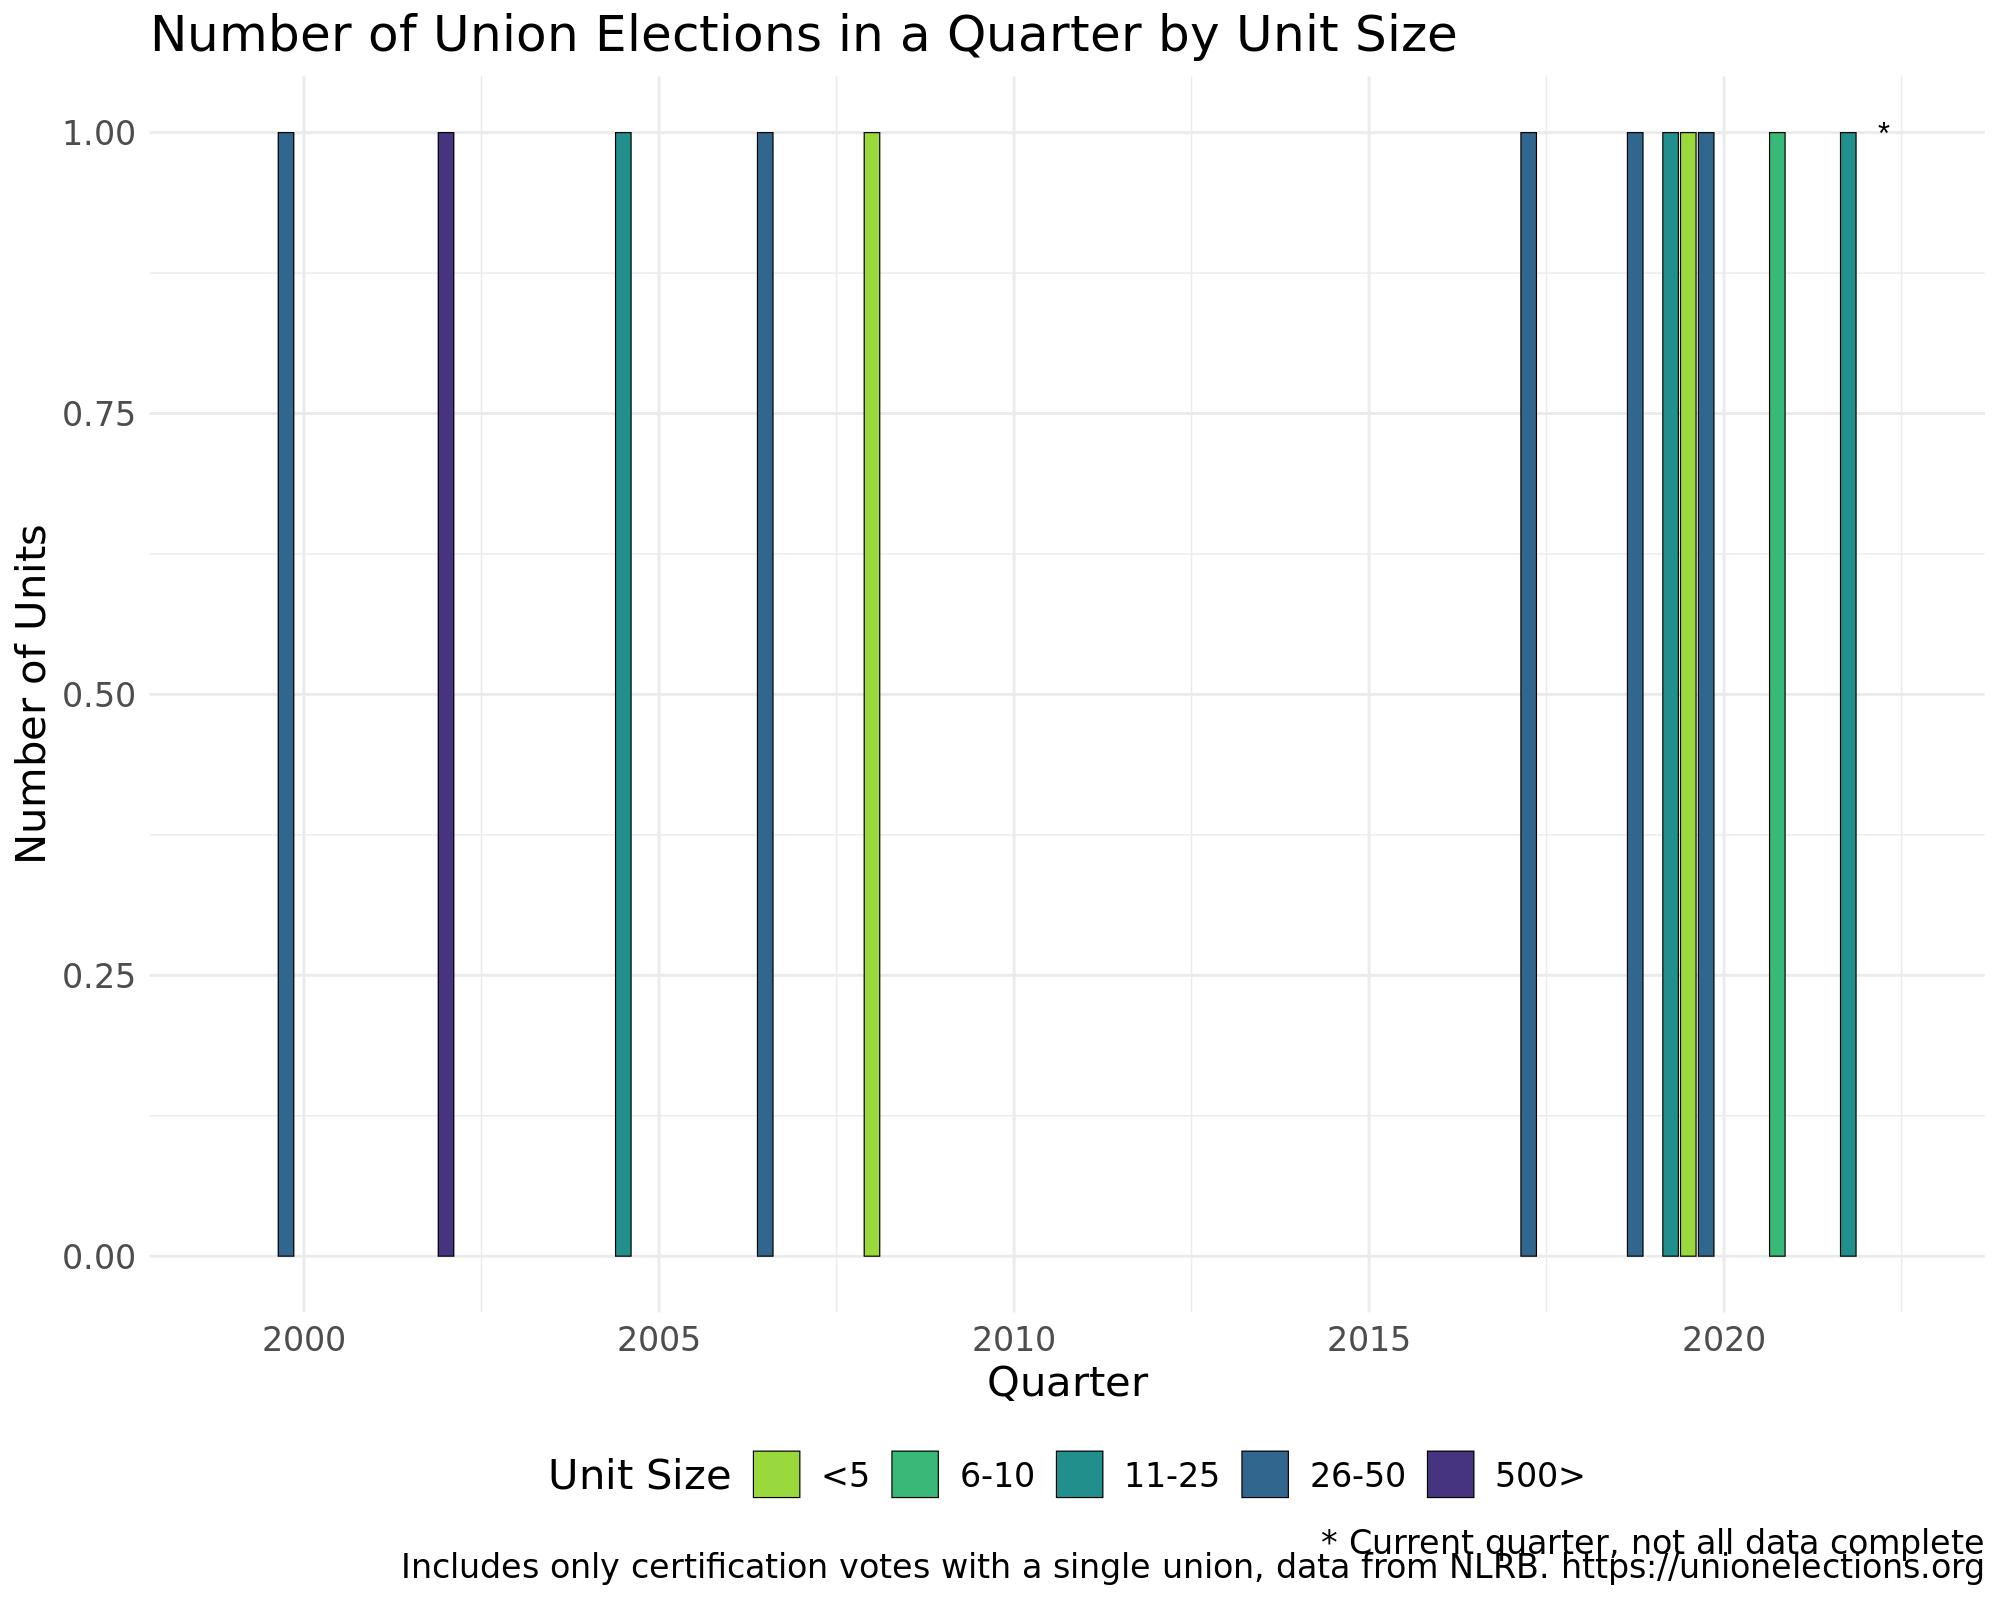 Number of Union Elections in a Quarter by Unit Size
1.00
*
0.75
0.50
0.25
0.00
Number of Units
2000 2005 2010 2015 2020
Quarter
Unit Size <5 6-10 11-25 26-50 500>
* Current quarter, not all data complete
Includes only certification votes with a single union, data from NLRB. https://unionelections.org